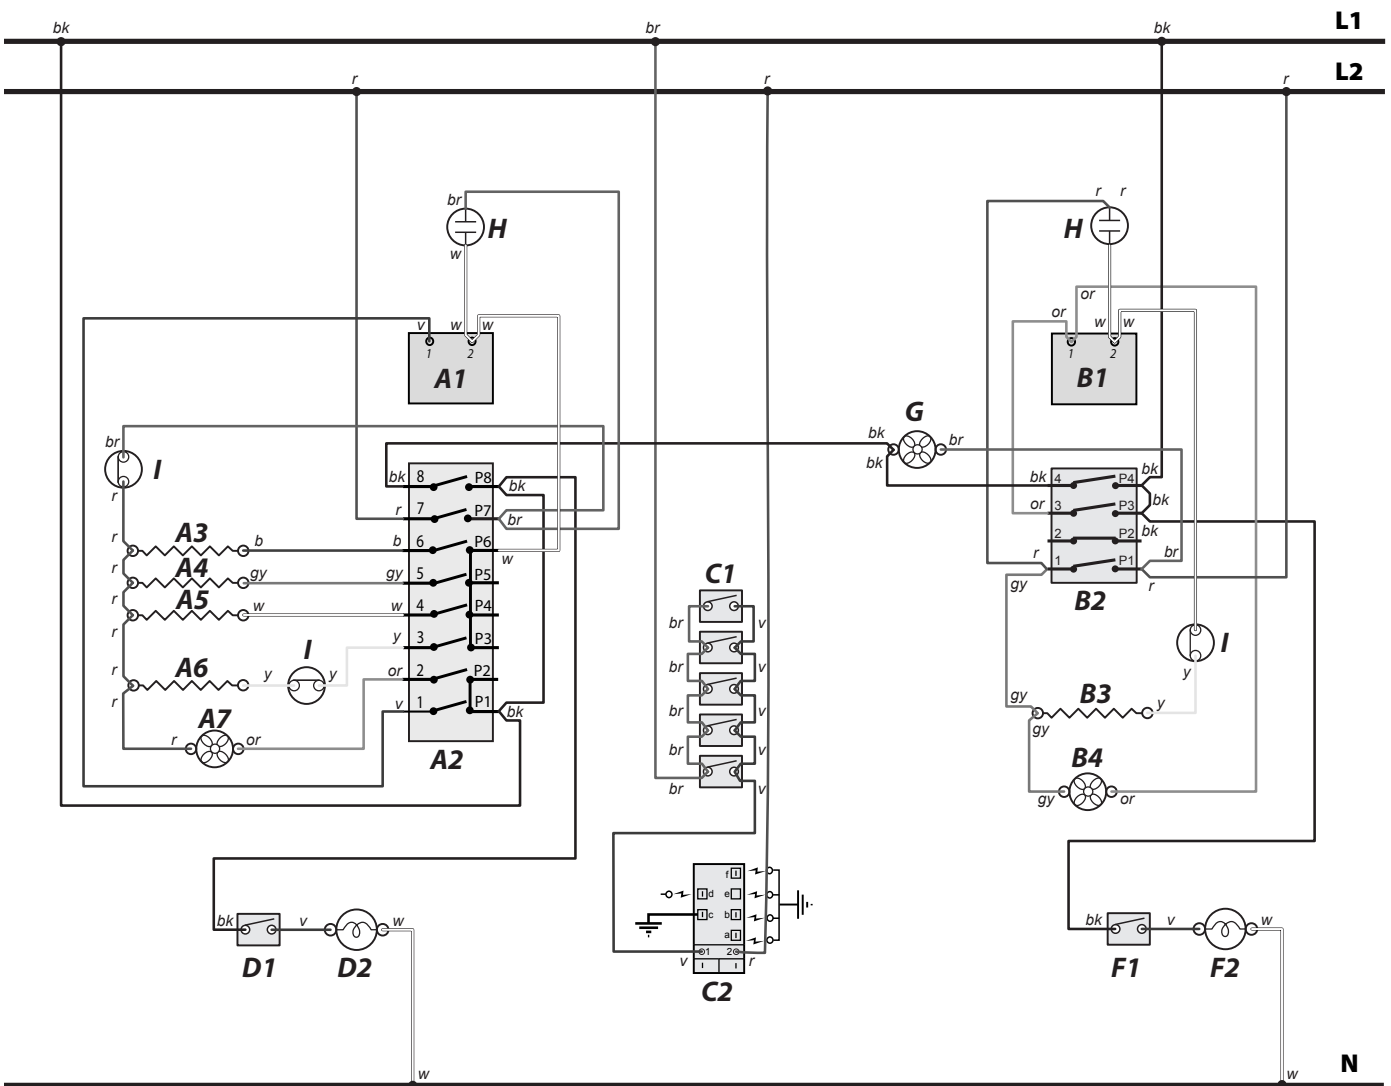 bk br bk L1
r r r L2
br H r r H
w
or
v w w or w w
1 2 1 2
A1 B1
G
bk br
br I bk
r bk 8 P8 bk bk 4 P4 bk
r 7 P7 br or 3 P3 bk
r A3 b b 6 P6 w 2 P2 bk
r A4 gy gy 5 P5 C1 r 1 P1 br
r A5 w w 4 P4 gy r
r I y 3 P3 br v B2
r A6 y y or 2 P2 br v I
r v 1 P1 bk br v y
A7 gy B3 y
r or A2 br v gy
br v B4
gy or
f
d e
c b
a
bk v w bk v w
1 2
D1 D2 v r F1 F2
C2
N
w w